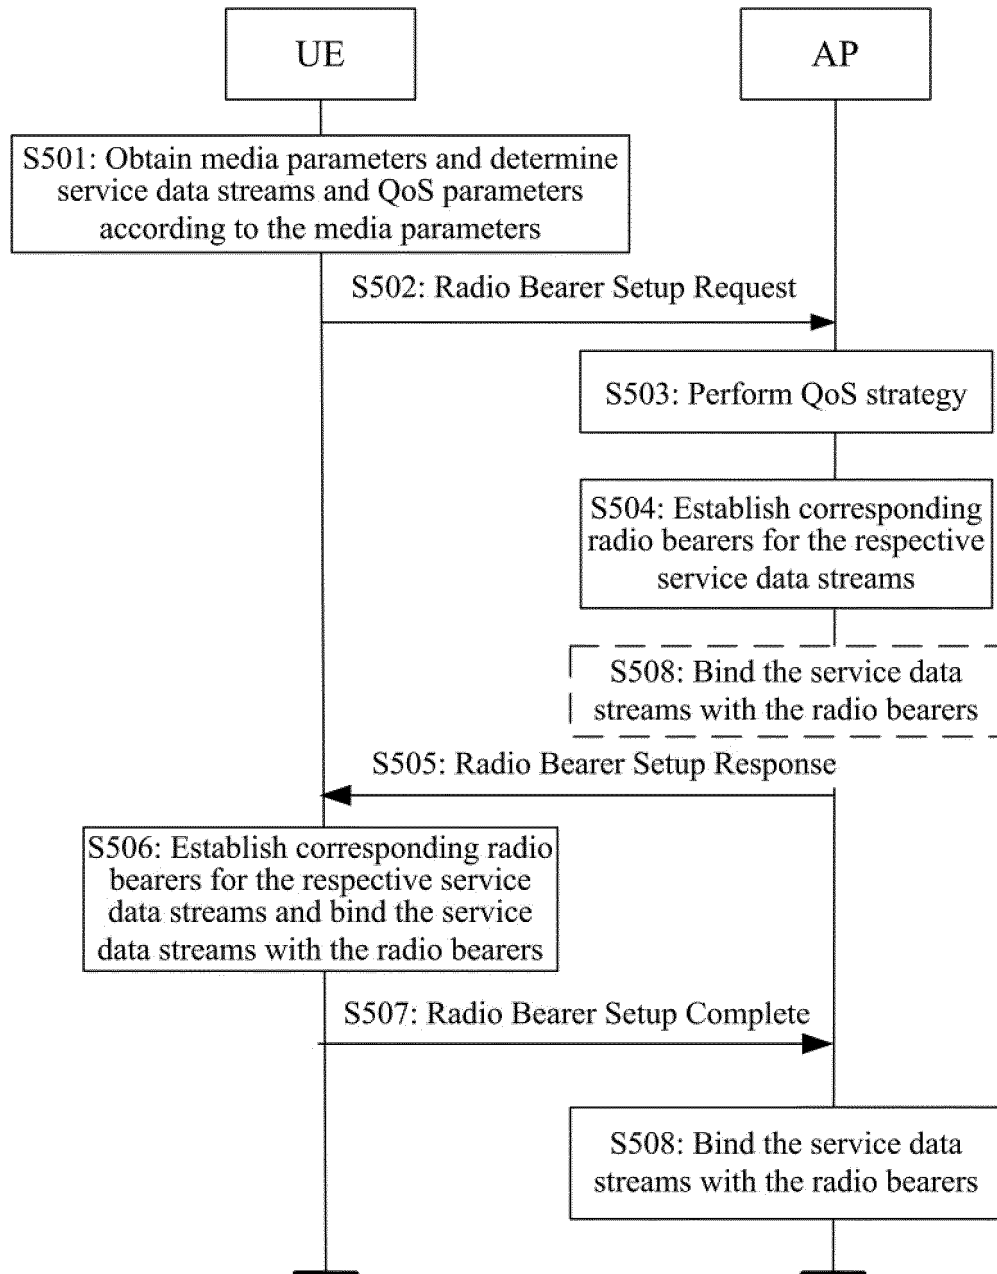 UE
AP
S501: Obtain media parameters and determine
service data streams and QoS parameters
according to the media parameters
S502: Radio Bearer Setup Request
S503: Perform QoS strategy
S504: Establish corresponding
radio bearers for the respective
service data streams
S508: Bind the service data
streams with the radio bearers
S505: Radio Bearer Setup Response
S506: Establish corresponding radio
bearers for the respective service
data streams and bind the service
data streams with the radio bearers
S507: Radio Bearer Setup Complete
S508: Bind the service data
streams with the radio bearers